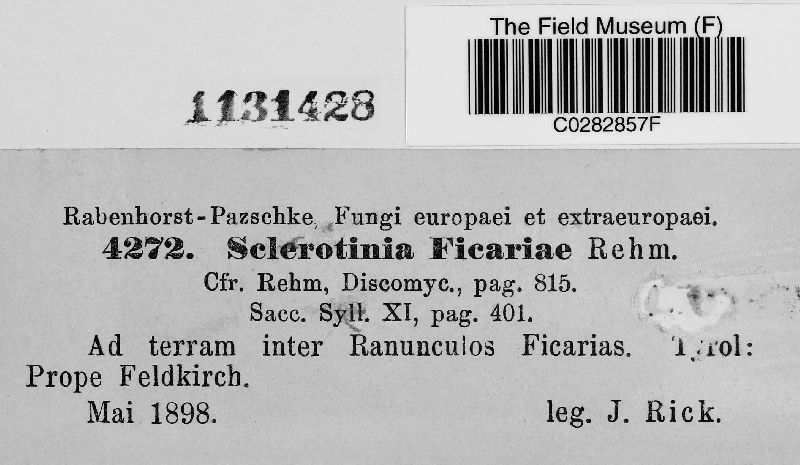 The Field Museum (F)
C0282857F
1131428
Rabenhorst-Pazschke, Fungi europaei et extraeuropaei.
4272. Sclerotinia Ficariae Rehm.
Cfr. Rehm, Discomyc., pag. 815.
Sacc. Syll. XI, pag. 401.
Ad terram inter Ranunculos Ficarias. Tyrol:
Prope Feldkirch.
Mai 1898. leg. J. Rick.